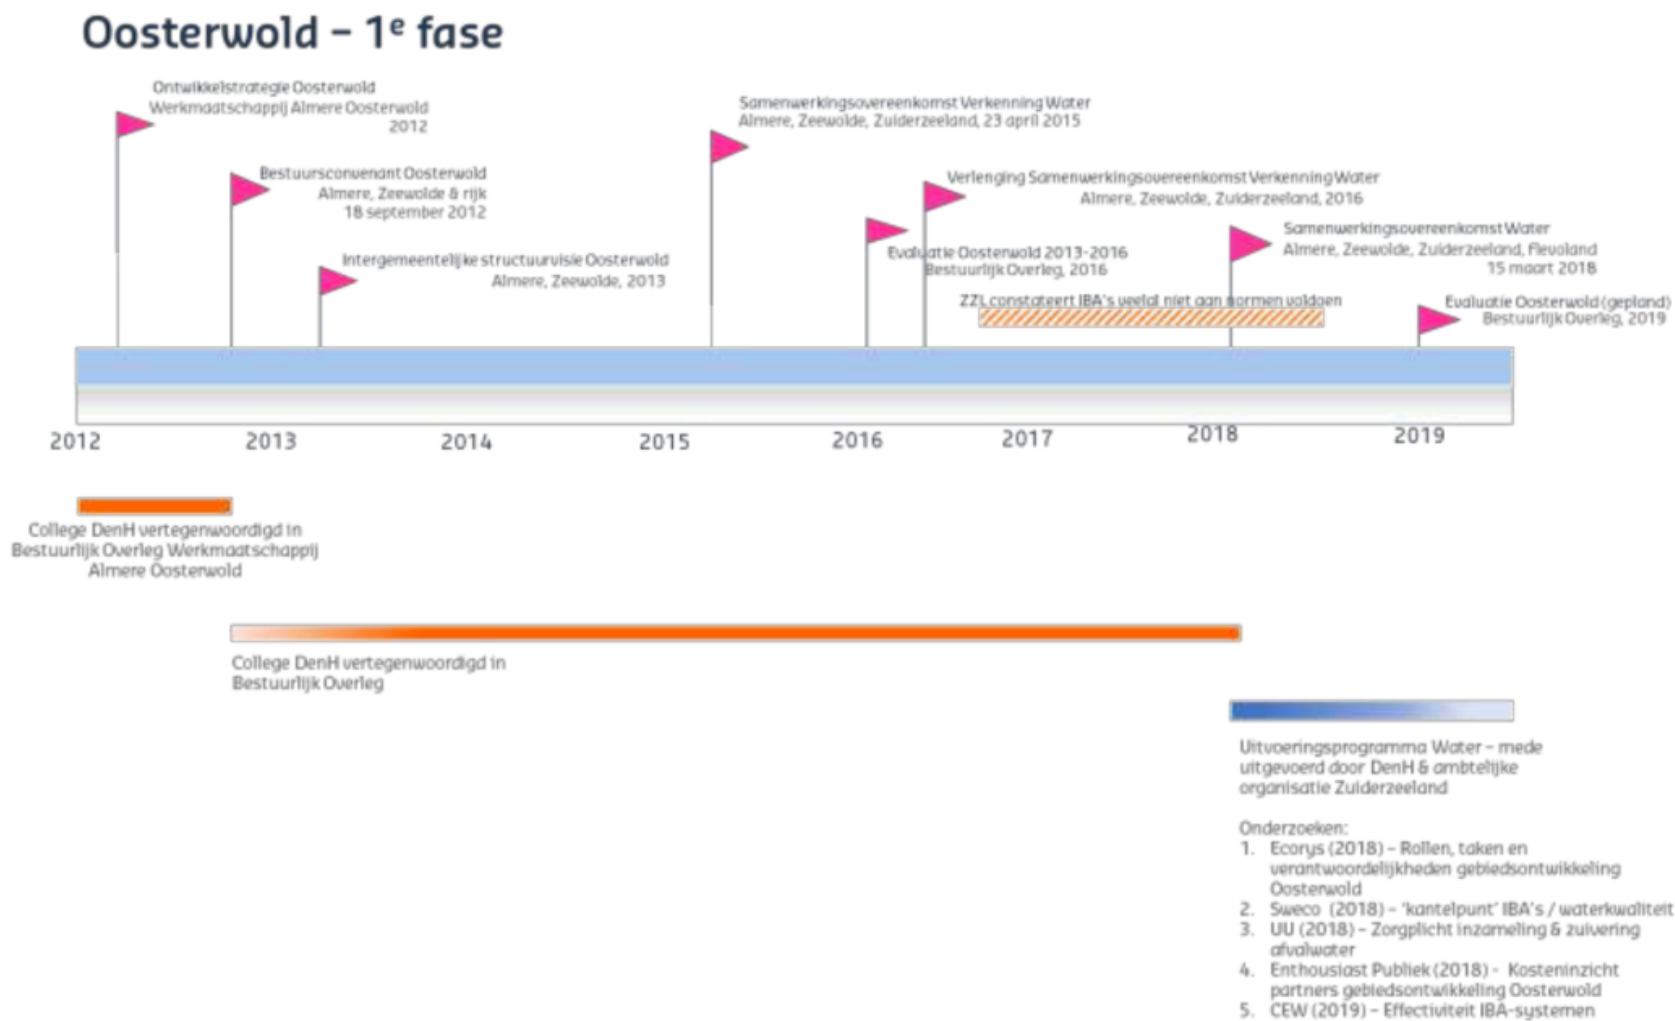 Oosterwold – 1e fase
Ontwikkelstrategie Oosterwold
Werkmaatschappij Almere Oosterwold
2012
Bestuursconvenant Oosterwold
Almere, Zeewolde & rijk
18 september 2012
Intergemeentelijke structuurvisie Oosterwold
Almere, Zeewolde, 2013
Samenwerkingsovereenkomst Verkenning Water
Almere, Zeewolde, Zuiderzeeland, 23 april 2015
Verlenging Samenwerkingsovereenkomst Verkenning Water
Almere, Zeewolde, Zuiderzeeland, 2016
Evaluatie Oosterwold 2013-2016
Bestuurlijk Overleg, 2016
Samenwerkingsovereenkomst Water
Almere, Zeewolde, Zuiderzeeland, Flevoland
15 maart 2018
ZZL constateert IBA's veelal niet aan normen voldoen
Evaluatie Oosterwold (gepland)
Bestuurlijk Overleg, 2019
2012 2013 2014 2015 2016 2017 2018 2019
College DenH vertegenwoordigd in
Bestuurlijk Overleg Werkmaatschappij
Almere Oosterwold
College DenH vertegenwoordigd in
Bestuurlijk Overleg
Uitvoeringsprogramma Water – mede
uitgevoerd door DenH & ambtelijke
organisatie Zuiderzeeland
Onderzoeken:
1. Ecorys (2018) – Rollen, taken en
verantwoordelijkheden gebiedsontwikkeling
Oosterwold
2. Sweco (2018) – 'kantelpunt' IBA's / waterkwaliteit
3. UU (2018) – Zorgplicht inzameling & zuivering
afvalwater
4. Enthousiast Publiek (2018) - Kosteninzicht
partners gebiedsontwikkeling Oosterwold
5. CEW (2019) – Effectiviteit IBA-systemen